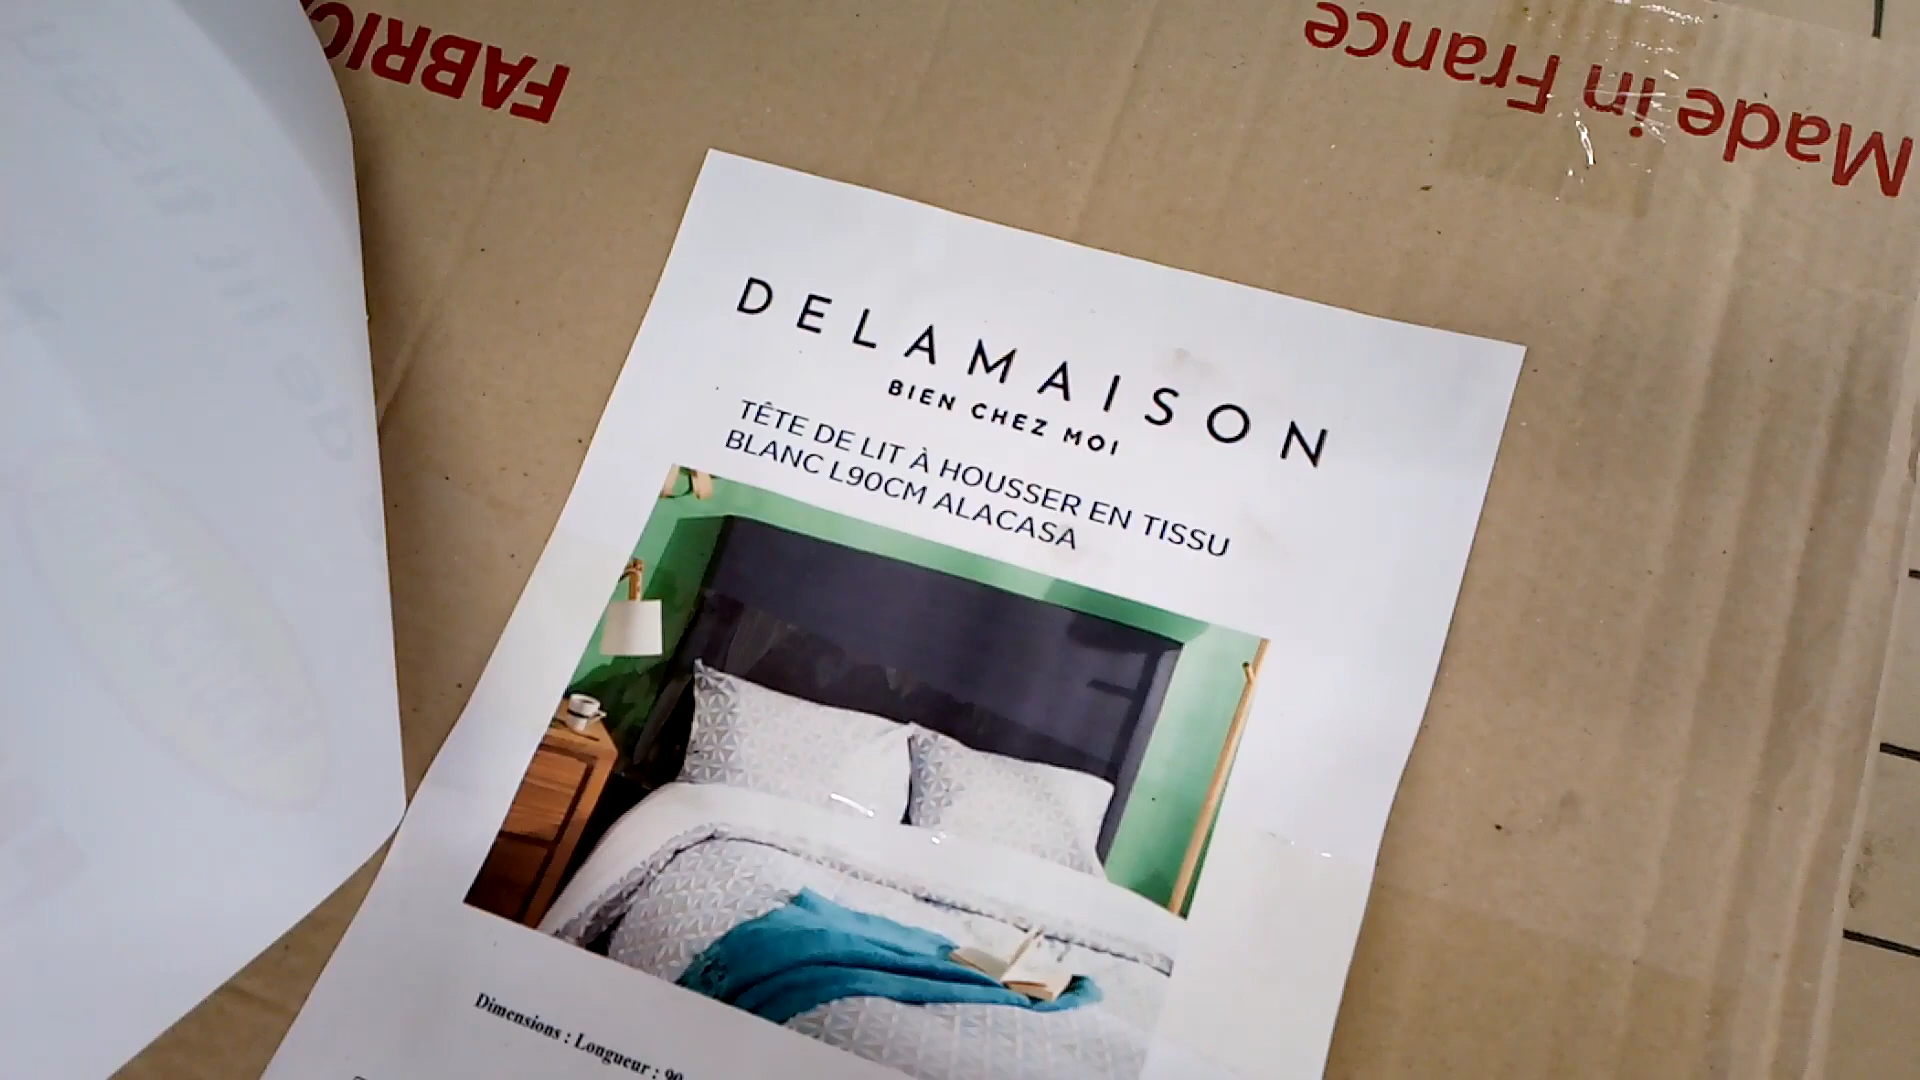 FABRIC
Made in France
DELAMAISON
BIEN CHEZ MOI
TÊTE DE LIT À HOUSSER EN TISSU
BLANC L90CM ALACASA
Dimensions : Longueur : 90